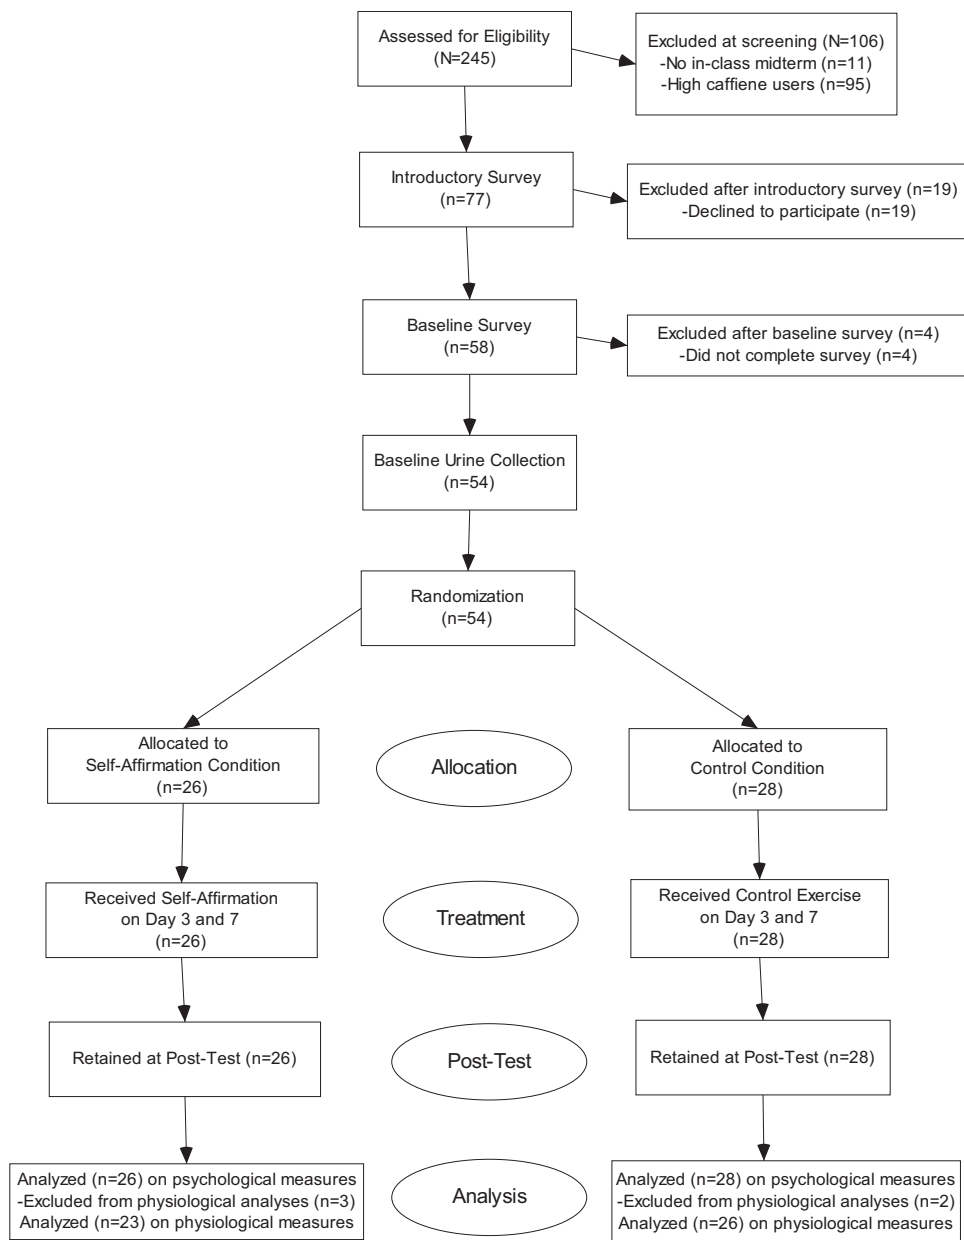 Assessed for Eligibility
(N=245)
Excluded at screening (N=106)
-No in-class midterm (n=11)
-High caffiene users (n=95)
Introductory Survey
(n=77)
Excluded after introductory survey (n=19)
-Declined to participate (n=19)
Baseline Survey
(n=58)
Excluded after baseline survey (n=4)
-Did not complete survey (n=4)
Baseline Urine Collection
(n=54)
Randomization
(n=54)
Allocated to
Self-Affirmation Condition
(n=26)
Allocation
Allocated to
Control Condition
(n=28)
Received Self-Affirmation
on Day 3 and 7
(n=26)
Treatment
Received Control Exercise
on Day 3 and 7
(n=28)
Retained at Post-Test (n=26)
Post-Test
Retained at Post-Test (n=28)
Analyzed (n=26) on psychological measures
-Excluded from physiological analyses (n=3)
Analyzed (n=23) on physiological measures
Analysis
Analyzed (n=28) on psychological measures
-Excluded from physiological analyses (n=2)
Analyzed (n=26) on physiological measures